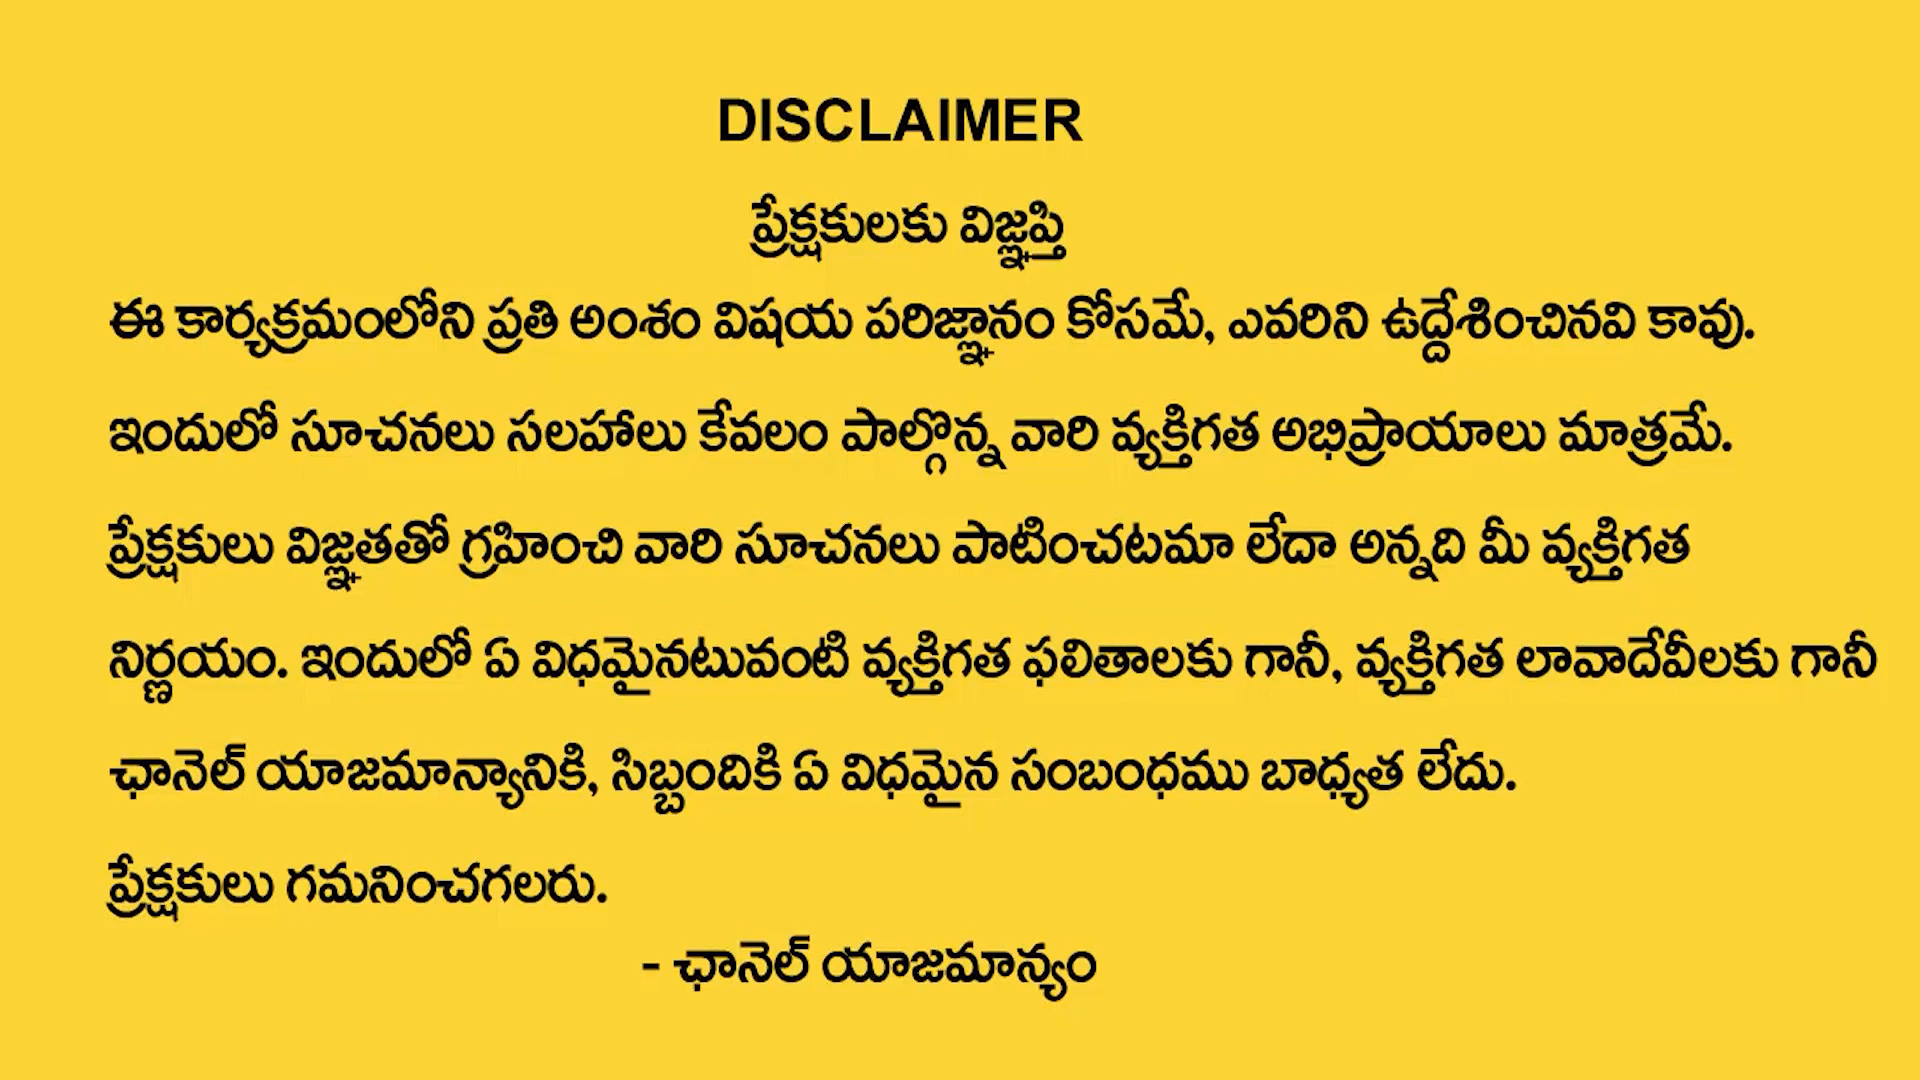 DISCLAIMER
ప్రేక్షకులకు విజ్ఞప్తి
ఈ కార్యక్రమంలోని ప్రతి అంశం విషయ పరిజ్ఞానం కోసమే, ఎవరిని ఉద్దేశించినవి కావు.
ఇందులో సూచనలు సలహాలు కేవలం పాల్గొన్న వారి వ్యక్తిగత అభిప్రాయాలు మాత్రమే.
ప్రేక్షకులు విజ్ఞతతో గ్రహించి వారి సూచనలు పాటించటమా లేదా అన్నది మీ వ్యక్తిగత
నిర్ణయం. ఇందులో ఏ విధమైనటువంటి వ్యక్తిగత ఫలితాలకు గానీ, వ్యక్తిగత లావాదేవీలకు గానీ
ఛానెల్ యాజమాన్యానికి, సిబ్బందికి ఏ విధమైన సంబంధము బాధ్యత లేదు.
ప్రేక్షకులు గమనించగలరు.
- ఛానెల్ యాజమాన్యం